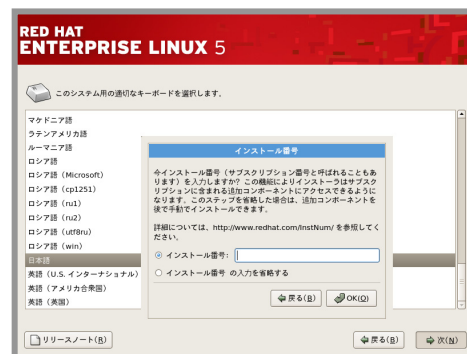 RED HAT
ENTERPRISE LINUX 5
このシステム用の適切なキーボードを選択します。
マケドニア語
ラテンアメリカ語
ルーマニア語
ロシア語
ロシア語 (Microsoft)
ロシア語 (cp1251)
ロシア語 (ru1)
ロシア語 (ru2)
ロシア語 (utf8ru)
ロシア語 (win)
日本語
英語 (U.S. インターナショナル)
英語 (アメリカ合衆国)
英語 (英国)
インストール番号
今インストール番号（サブスクリプション番号と呼ばれることもあ
ります）を入力しますか？この機能によりインストーラはサブスク
リプションに含まれる追加コンポーネントにアクセスできるように
なります。このステップを省略した場合は、追加コンポーネントを
後で手動でインストールできます。
詳細については、http://www.redhat.com/InstNum/ を参照してく
ださい。
インストール番号:
インストール番号 の入力を省略する
戻る(B)
OK(O)
リリースノート(R)
戻る(B)
次(N)